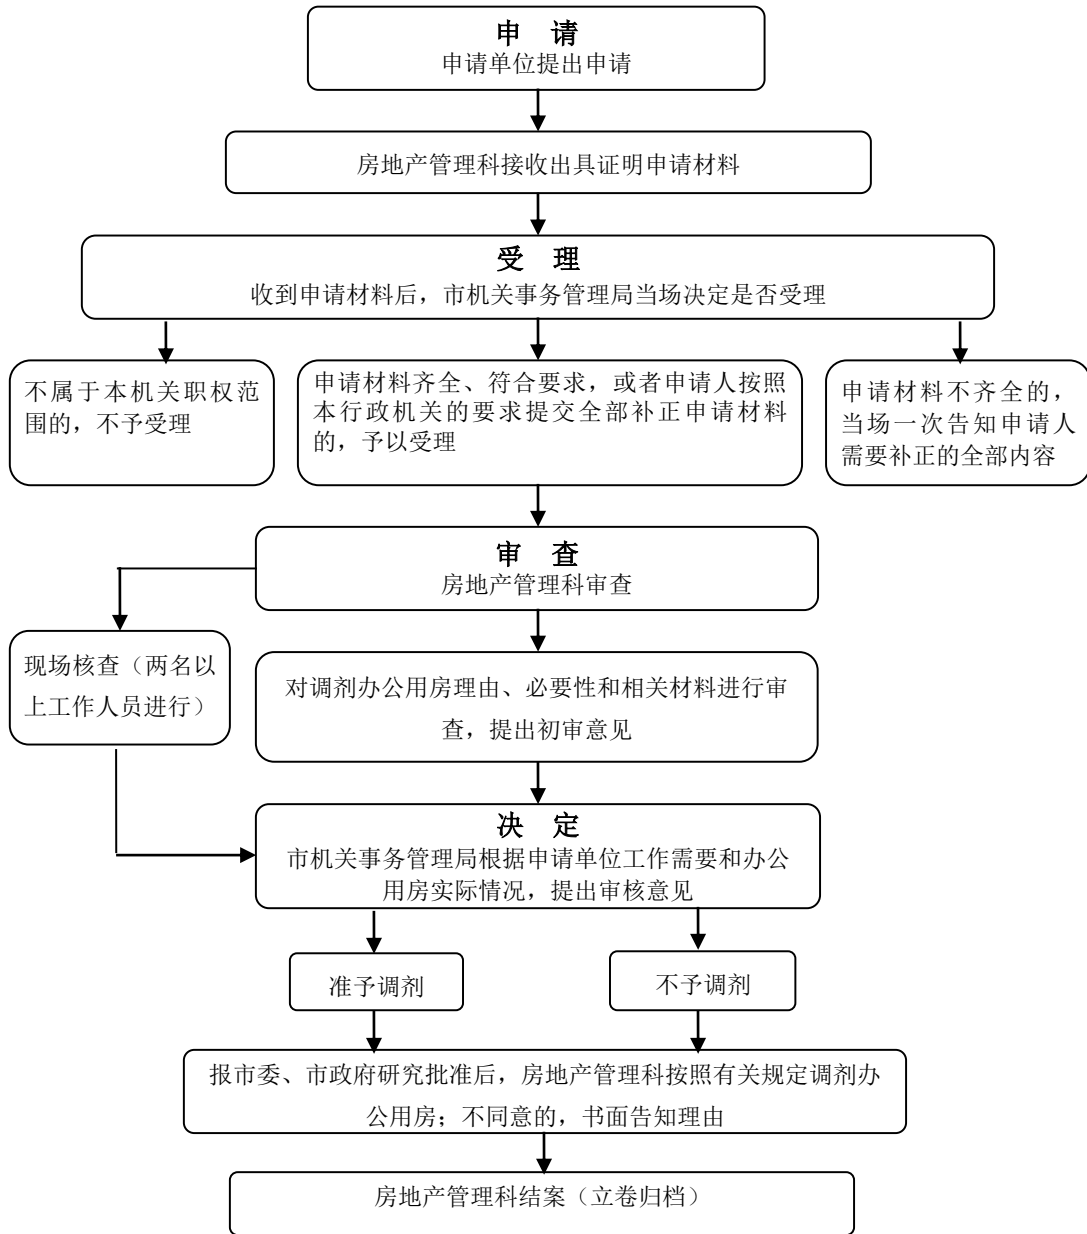 申 请
申请单位提出申请
房地产管理科接收出具证明申请材料
受 理
收到申请材料后，市机关事务管理局当场决定是否受理
不属于本机关职权范
围的，不予受理
申请材料齐全、符合要求，或者申请人按照
本行政机关的要求提交全部补正申请材料
的，予以受理
申请材料不齐全的，
当场一次告知申请人
需要补正的全部内容
审 查
房地产管理科审查
现场核查（两名以
上工作人员进行）
对调剂办公用房理由、必要性和相关材料进行审
查，提出初审意见
决 定
市机关事务管理局根据申请单位工作需要和办公
用房实际情况，提出审核意见
准予调剂
不予调剂
报市委、市政府研究批准后，房地产管理科按照有关规定调剂办
公用房；不同意的，书面告知理由
房地产管理科结案（立卷归档）